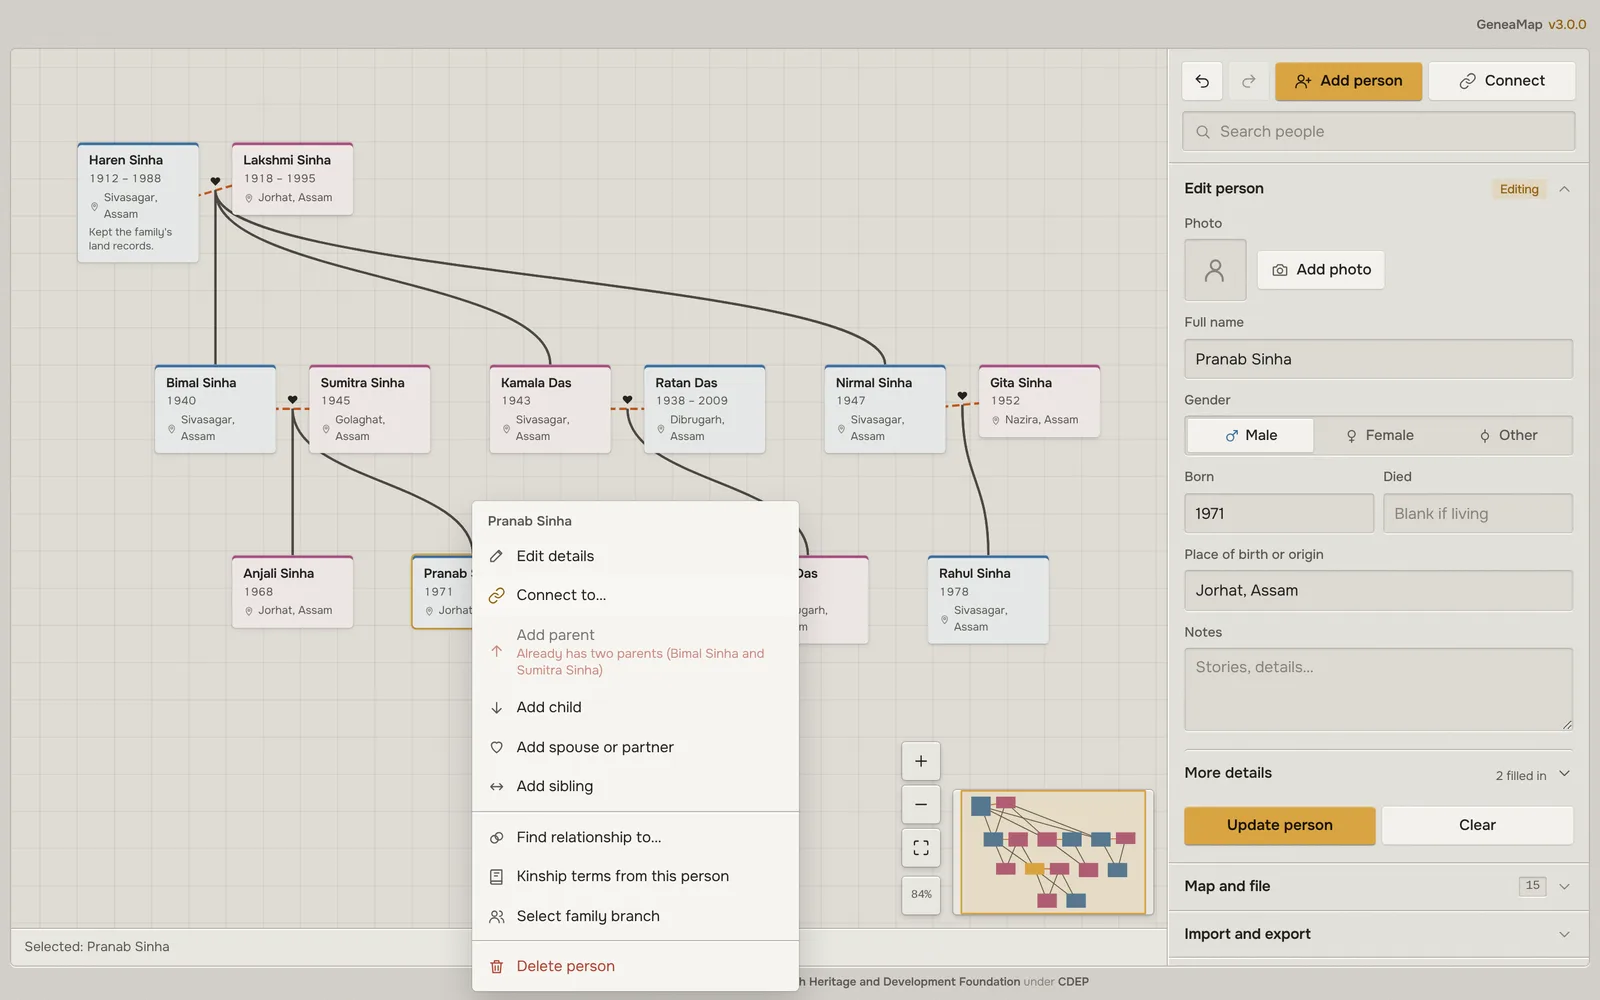 GeneaMap v3.0.0
Add person
Connect
Search people
Haren Sinha
1912 – 1988
Sivasagar,
Assam
Kept the family's
land records.
Lakshmi Sinha
1918 – 1995
Jorhat, Assam
Bimal Sinha
1940
Sivasagar,
Assam
Sumitra Sinha
1945
Golaghat,
Assam
Kamala Das
1943
Sivasagar,
Assam
Ratan Das
1938 – 2009
Dibrugarh,
Assam
Nirmal Sinha
1947
Sivasagar,
Assam
Gita Sinha
1952
Nazira, Assam
Anjali Sinha
1968
Jorhat, Assam
Pranab
1971
Jorhat
Das
Rahul Sinha
1978
Sivasagar,
Assam
Pranab Sinha
Edit details
Connect to...
Add parent
Already has two parents (Bimal Sinha and
Sumitra Sinha)
Add child
Add spouse or partner
Add sibling
Find relationship to...
Kinship terms from this person
Select family branch
Delete person
84%
Selected: Pranab Sinha
Edit person
Editing
Photo
Add photo
Full name
Pranab Sinha
Gender
Male
Female
Other
Born
Died
1971
Blank if living
Place of birth or origin
Jorhat, Assam
Notes
Stories, details...
More details
2 filled in
Update person
Clear
Map and file
15
Import and export
Heritage and Development Foundation under CDEP